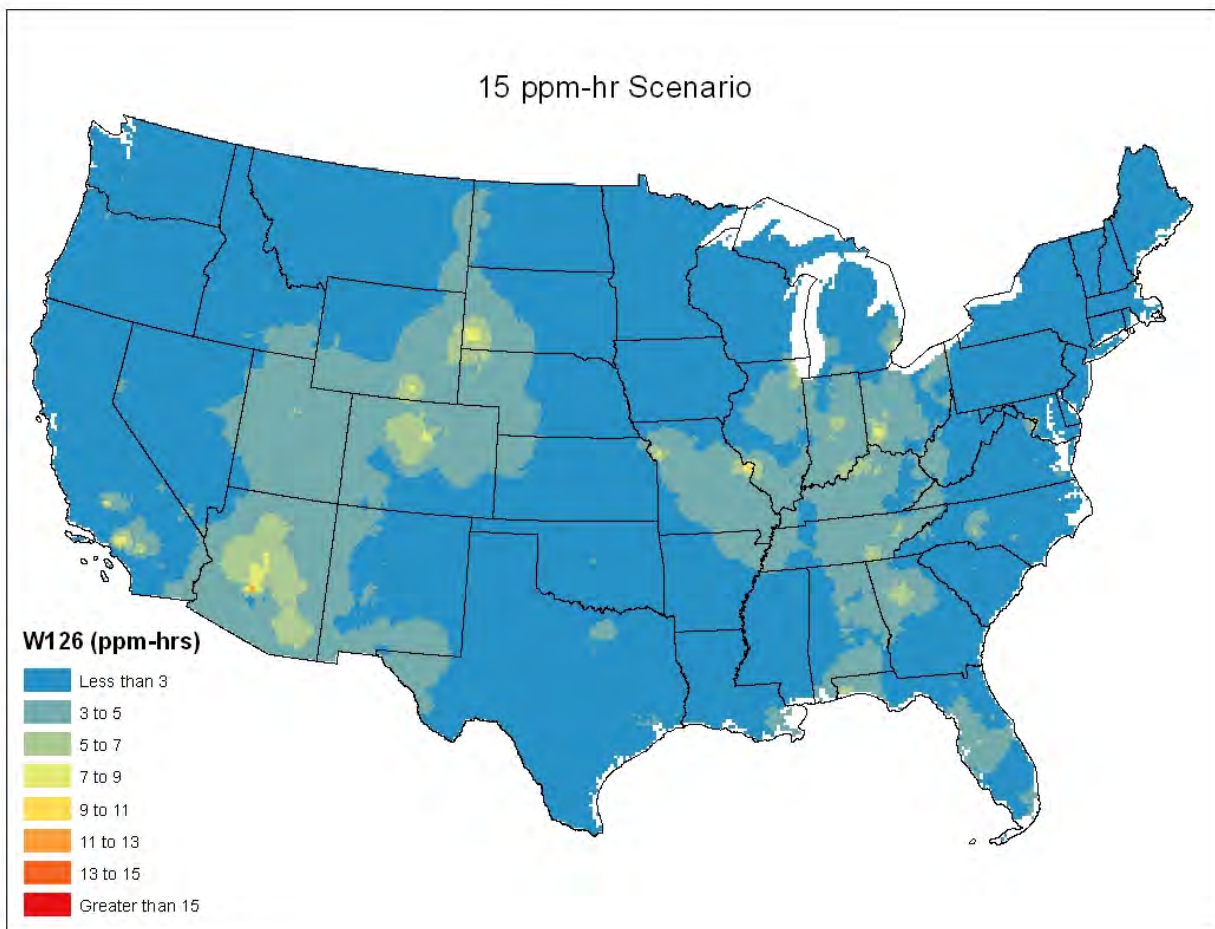 15 ppm-hr Scenario
W126 (ppm-hrs)
Less than 3
3 to 5
5 to 7
7 to 9
9 to 11
11 to 13
13 to 15
Greater than 15